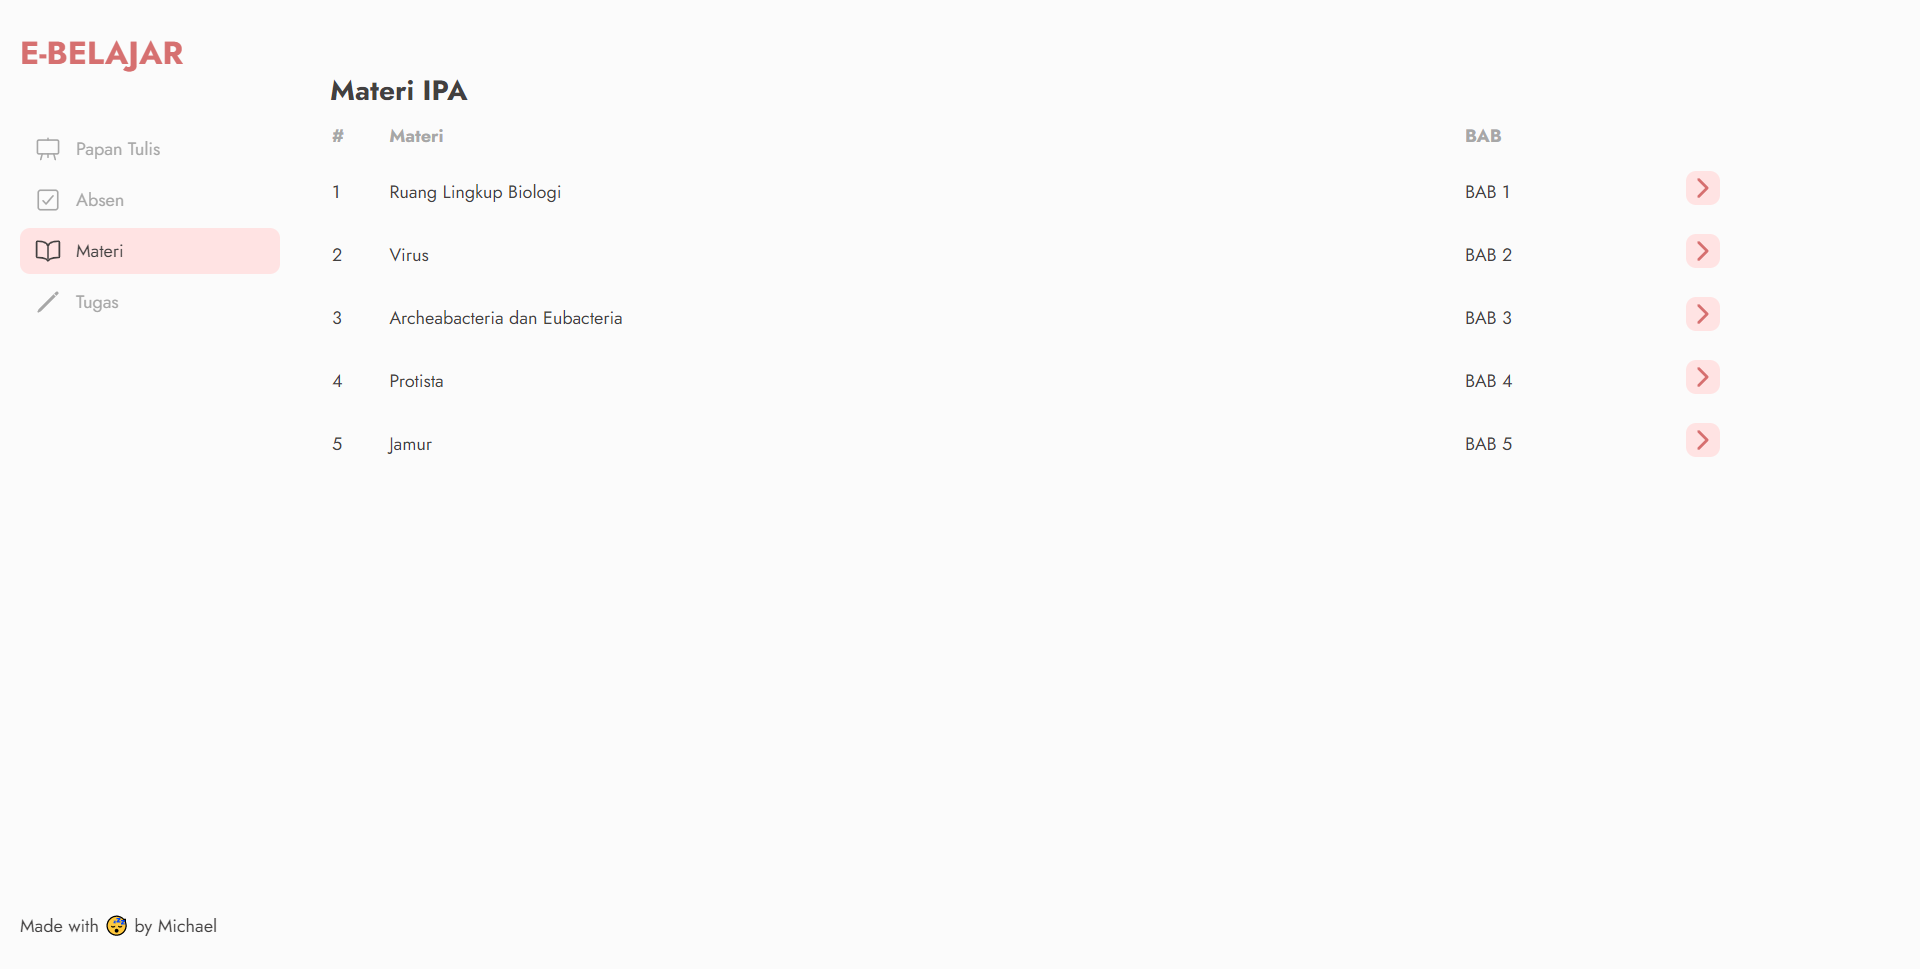 E-BELAJAR
Papan Tulis
Absen
Materi
Tugas
Materi IPA
# Materi BAB
1 Ruang Lingkup Biologi BAB 1
2 Virus BAB 2
3 Archeabacteria dan Eubacteria BAB 3
4 Protista BAB 4
5 Jamur BAB 5
Made with 😴 by Michael